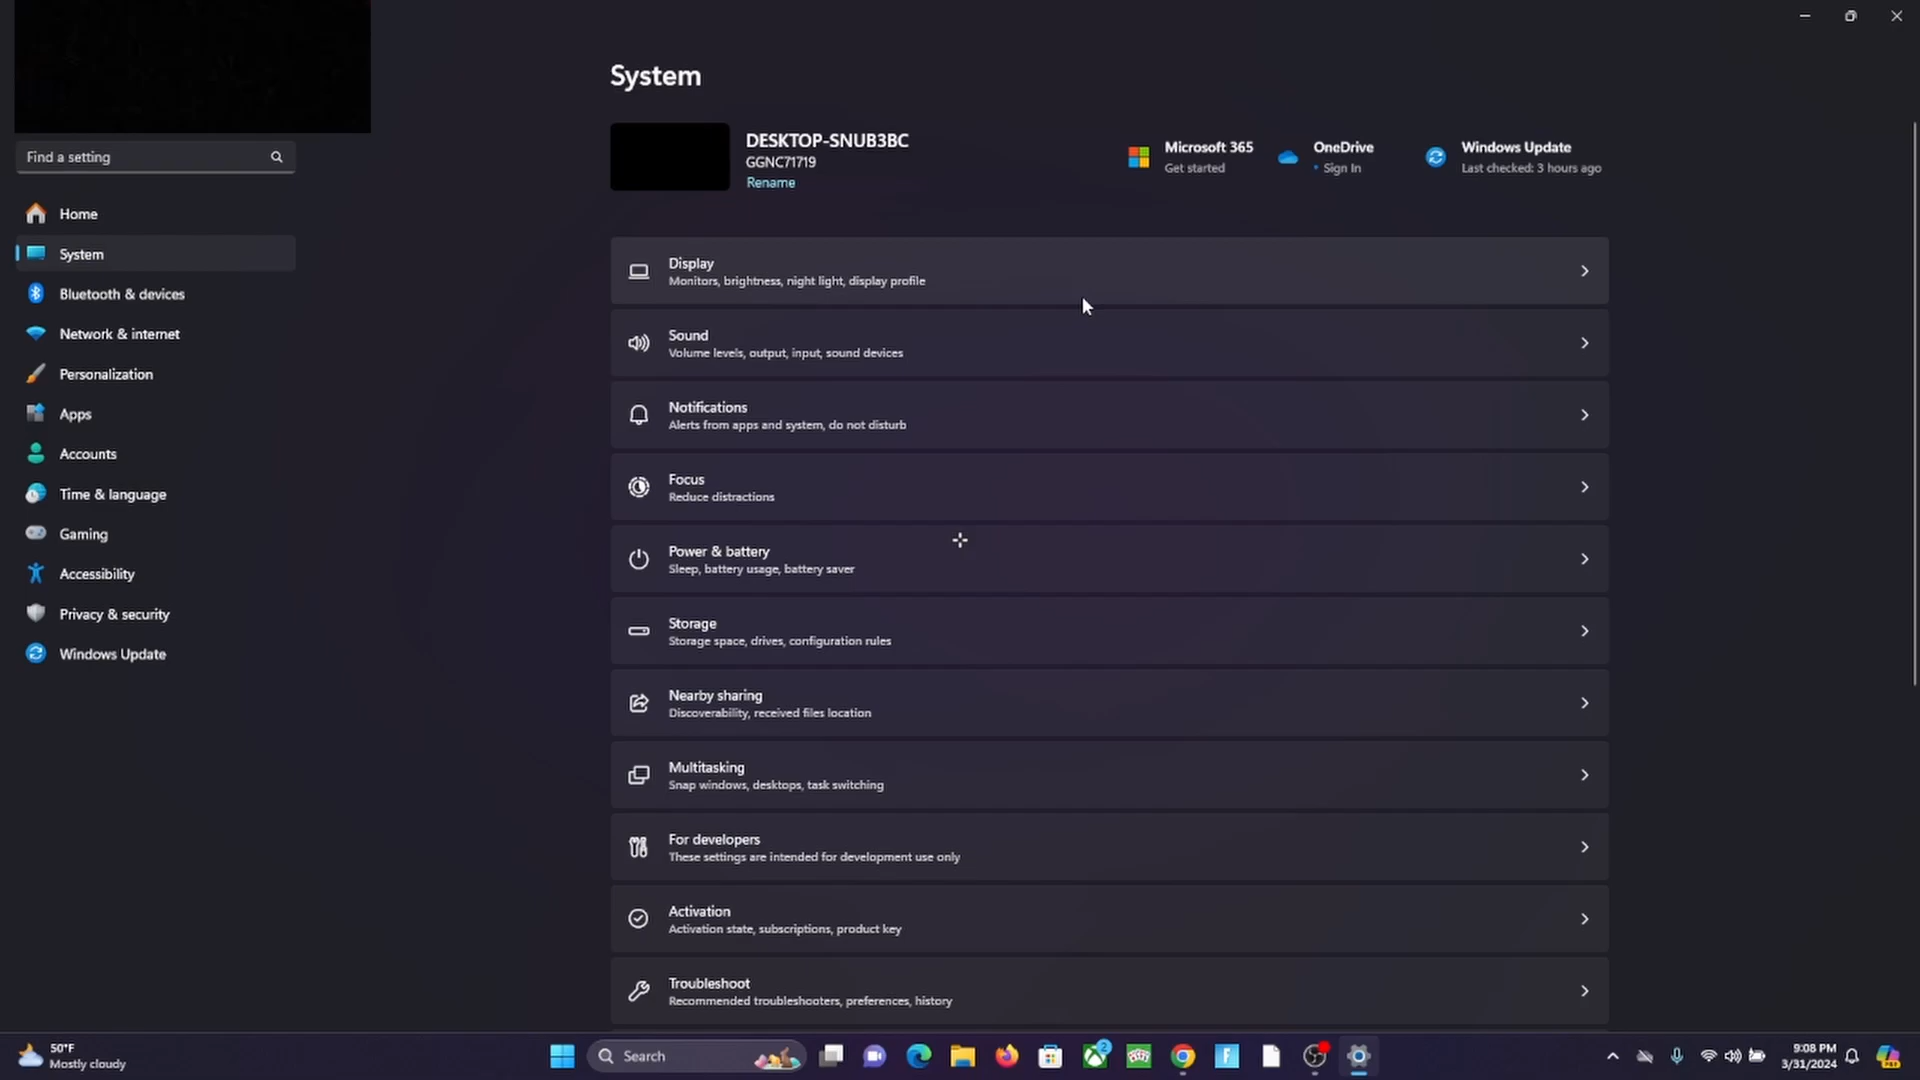 System
DESKTOP-SNUB3BC
GGNC71719
Rename
Microsoft 365
Get started
OneDrive
• Sign In
Windows Update
Last checked: 3 hours ago
Find a setting
Home
System
Bluetooth & devices
Network & internet
Personalization
Apps
Accounts
Time & language
Gaming
Accessibility
Privacy & security
Windows Update
Display
Monitors, brightness, night light, display profile
Sound
Volume levels, output, input, sound devices
Notifications
Alerts from apps and system, do not disturb
Focus
Reduce distractions
Power & battery
Sleep, battery usage, battery saver
Storage
Storage space, drives, configuration rules
Nearby sharing
Discoverability, received files location
Multitasking
Snap windows, desktops, task switching
For developers
These settings are intended for development use only
Activation
Activation state, subscriptions, product key
Troubleshoot
Recommended troubleshooters, preferences, history
50°F
Mostly cloudy
Search
2
9:08 PM
3/31/2024